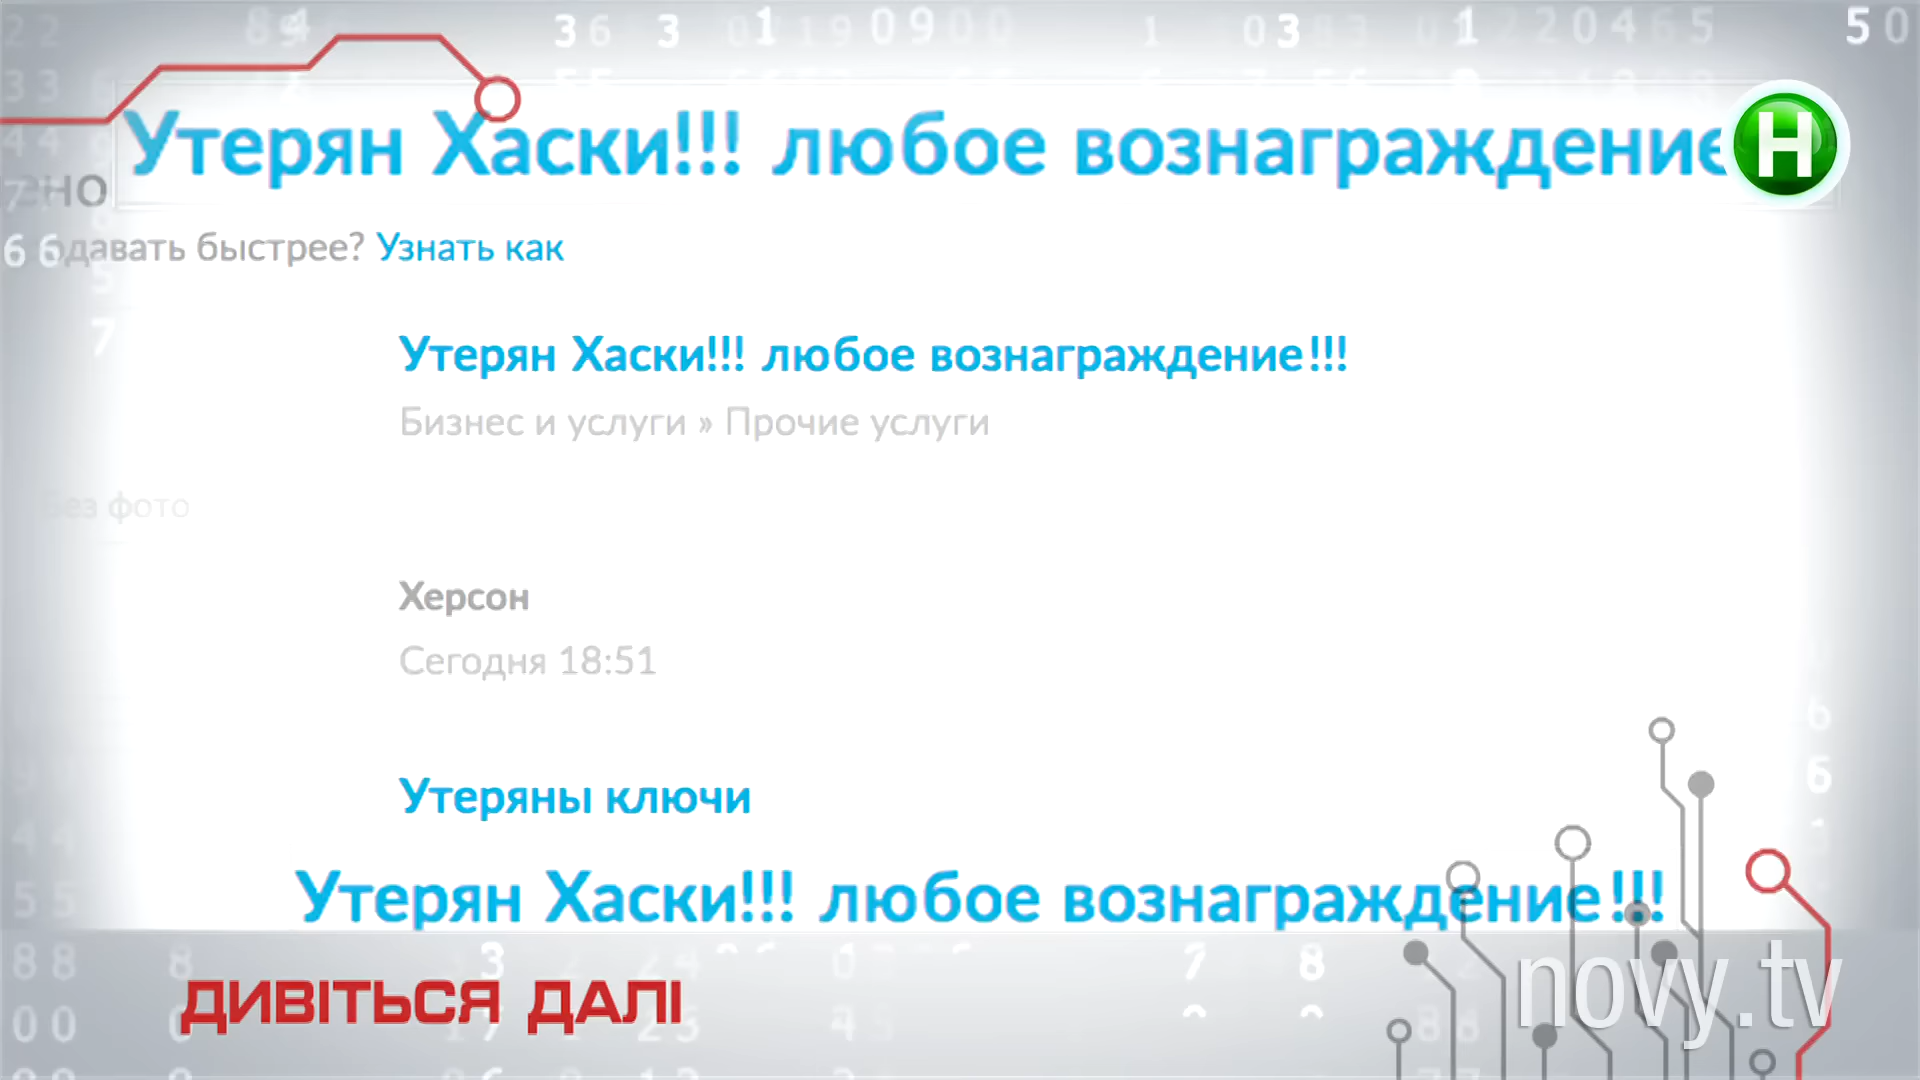 Утерян Хаски!!! любое вознаграждение
Н
одавать быстрее? Узнать как
Утерян Хаски!!! любое вознаграждение!!!
Бизнес и услуги » Прочие услуги
Без фото
Херсон
Сегодня 18:51
Утеряны ключи
Утерян Хаски!!! любое вознаграждение!!!
ДИВІТЬСЯ ДАЛІ
novy.tv